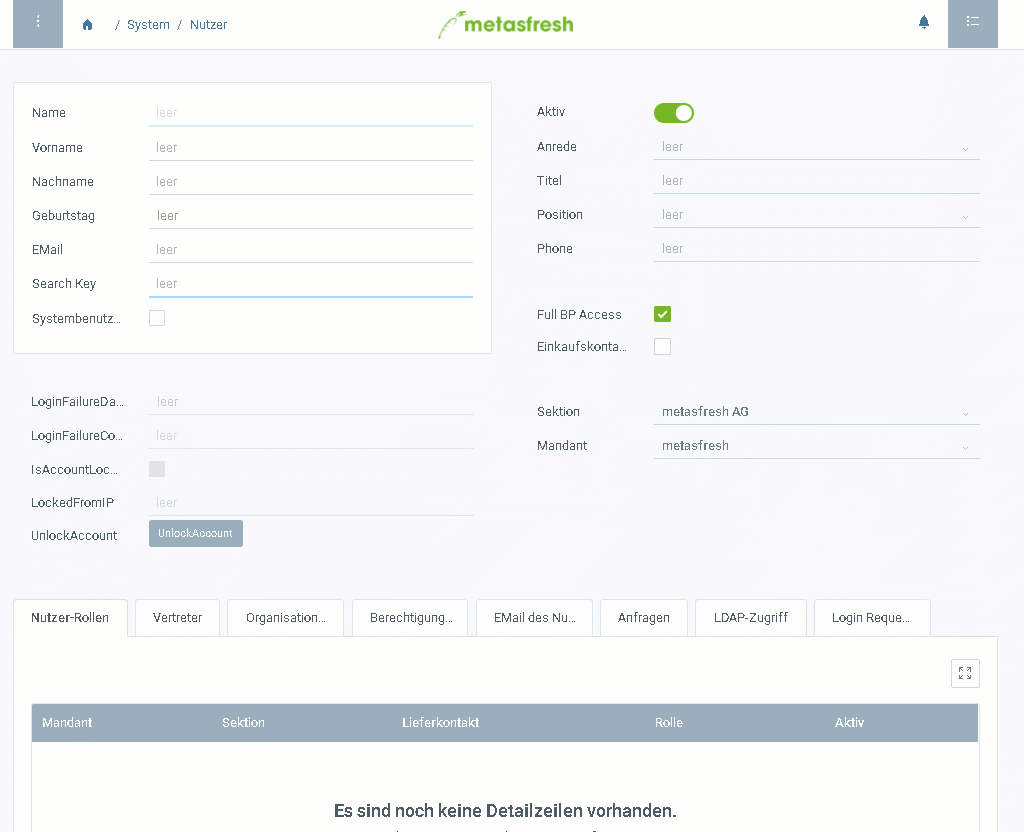 / System / Nutzer
metasfresh
Name leer
Vorname leer
Nachname leer
Geburtstag leer
EMail leer
Search Key leer
Systembenutz...
Aktiv
Anrede leer
Titel leer
Position leer
Phone leer
Full BP Access
Einkaufskonta...
LoginFailureDa... leer
LoginFailureCo... leer
IsAccountLoc...
LockedFromIP leer
UnlockAccount UnlockAccount
Sektion metasfresh AG
Mandant metasfresh
Nutzer-Rollen Vertreter Organisation... Berechtigung... EMail des Nu... Anfragen LDAP-Zugriff Login Reque...
Mandant Sektion Lieferkontakt Rolle Aktiv
Es sind noch keine Detailzeilen vorhanden.